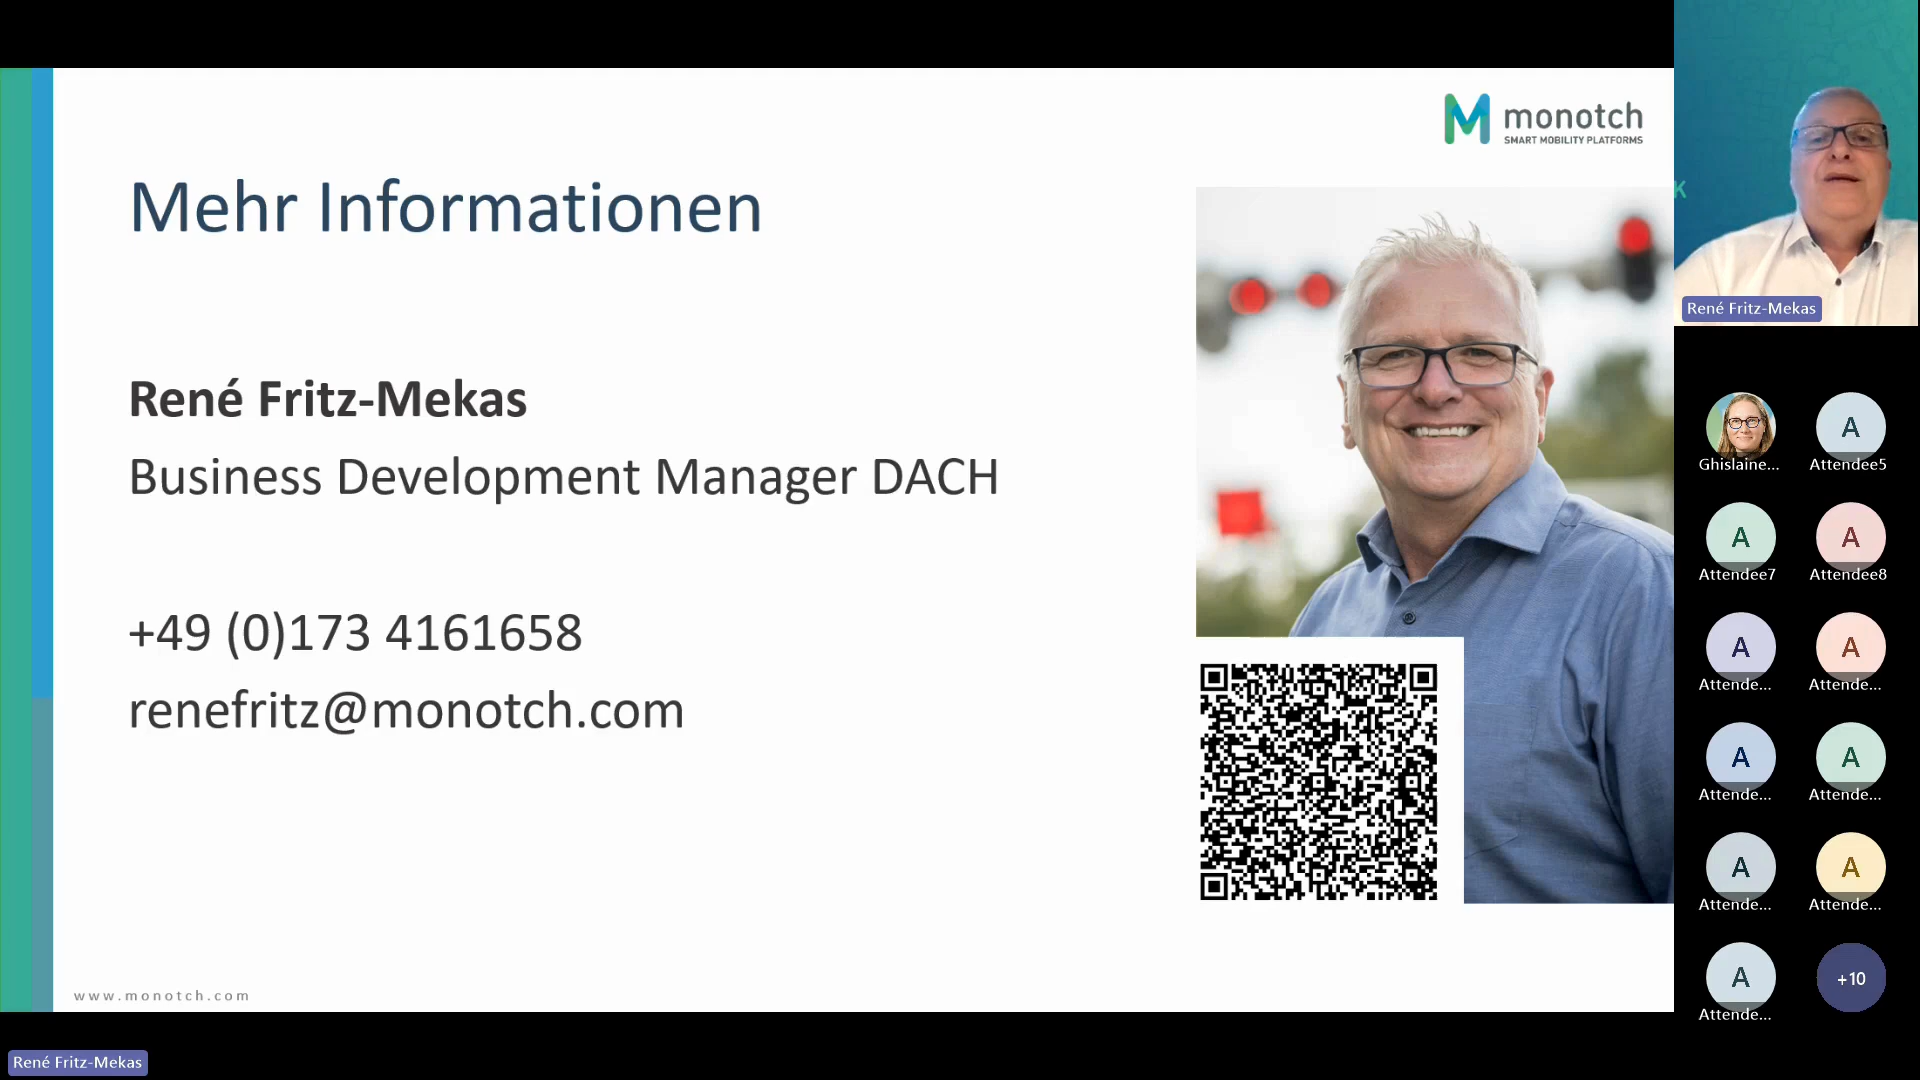 monotch
SMART MOBILITY PLATFORMS
Mehr Informationen
René Fritz-Mekas
Business Development Manager DACH
+49 (0)173 4161658
renefritz@monotch.com
www.monotch.com
René Fritz-Mekas
K
René Fritz-Mekas
Ghislaine...
A
Attendee5
A
Attendee7
A
Attendee8
A
Attende...
A
Attende...
A
Attende...
A
Attende...
A
Attende...
A
Attende...
A
Attende...
+10